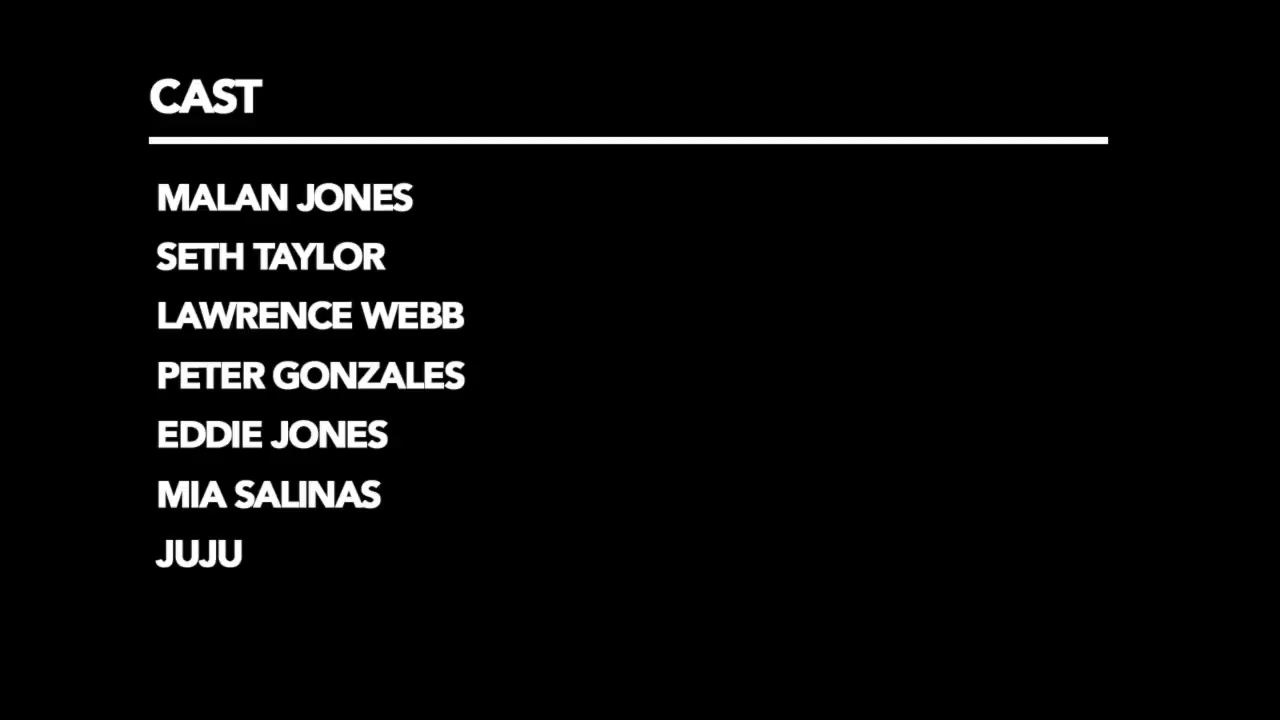 CAST
MALAN JONES
SETH TAYLOR
LAWRENCE WEBB
PETER GONZALES
EDDIE JONES
MIA SALINAS
JUJU